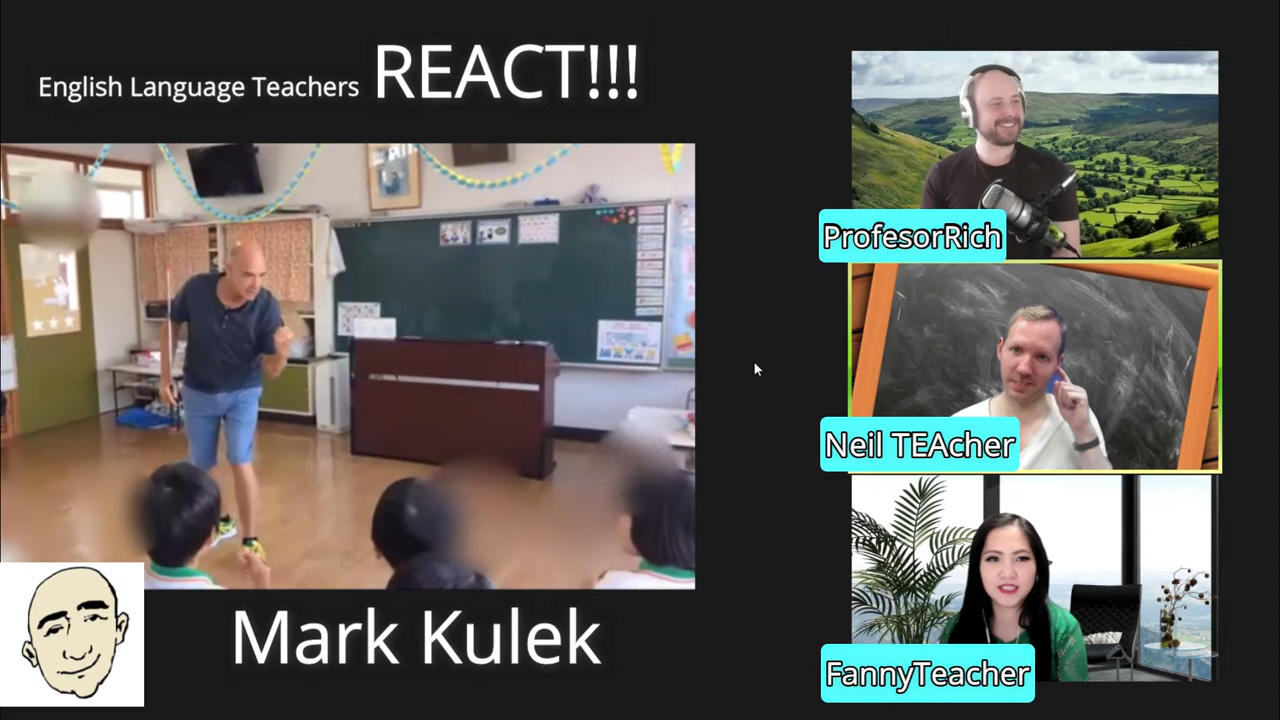 English Language Teachers REACT!!!
Mark Kulek
ProfesorRich
Neil TEAcher
FannyTeacher